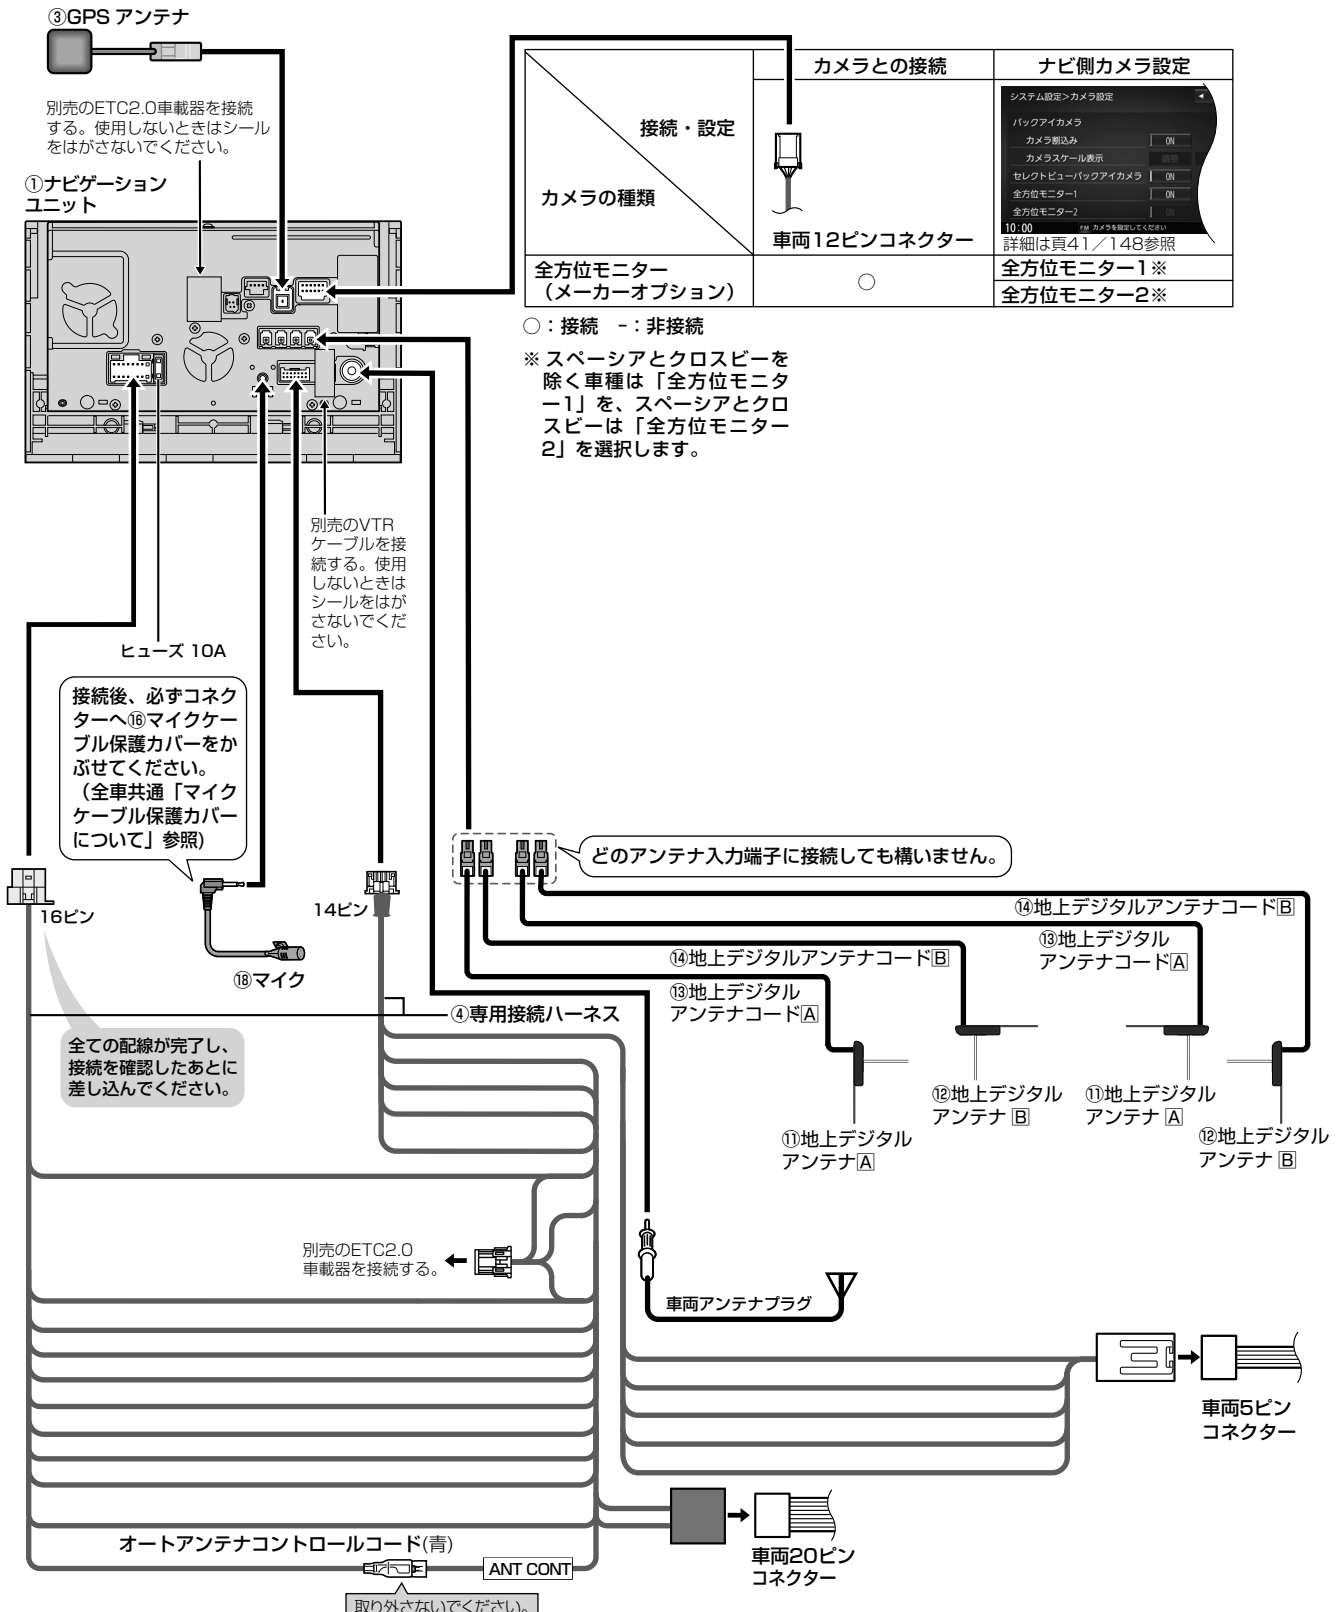 ③GPS アンテナ
別売のETC2.0車載器を接続
する。使用しないときはシール
をはがさないでください。
①ナビゲーション
ユニット
カメラとの接続
ナビ側カメラ設定
接続・設定
カメラの種類
車両12ピンコネクター
システム設定>カメラ設定
バックアイカメラ
カメラ割込み
ON
カメラスケール表示
調整
セレクトビューバックアイカメラ
ON
全方位モニター1
ON
全方位モニター2
ON
10:00
カメラを設定してください
詳細は頁41／148参照
全方位モニター
（メーカーオプション）
○
全方位モニター1※
全方位モニター2※
○：接続　-：非接続
※ スペーシアとクロスビーを
除く車種は「全方位モニタ
ー1」を、スペーシアとクロ
スビーは「全方位モニター
2」を選択します。
別売のVTR
ケーブルを接
続する。使用
しないときは
シールをはが
さないでくだ
さい。
ヒューズ 10A
接続後、必ずコネク
ターへ⑯マイクケー
ブル保護カバーをか
ぶせてください。
（全車共通「マイク
ケーブル保護カバー
について」参照)
どのアンテナ入力端子に接続しても構いません。
16ピン
14ピン
⑱マイク
⑭地上デジタルアンテナコードB
⑬地上デジタル
アンテナコードA
⑭地上デジタルアンテナコードB
⑬地上デジタル
アンテナコードA
④専用接続ハーネス
全ての配線が完了し、
接続を確認したあとに
差し込んでください。
⑫地上デジタル
アンテナ B
⑪地上デジタル
アンテナ A
⑪地上デジタル
アンテナA
⑫地上デジタル
アンテナ B
別売のETC2.0
車載器を接続する。
車両アンテナプラグ
車両5ピン
コネクター
オートアンテナコントロールコード(青)
ANT CONT
車両20ピン
コネクター
取り外さないでください。